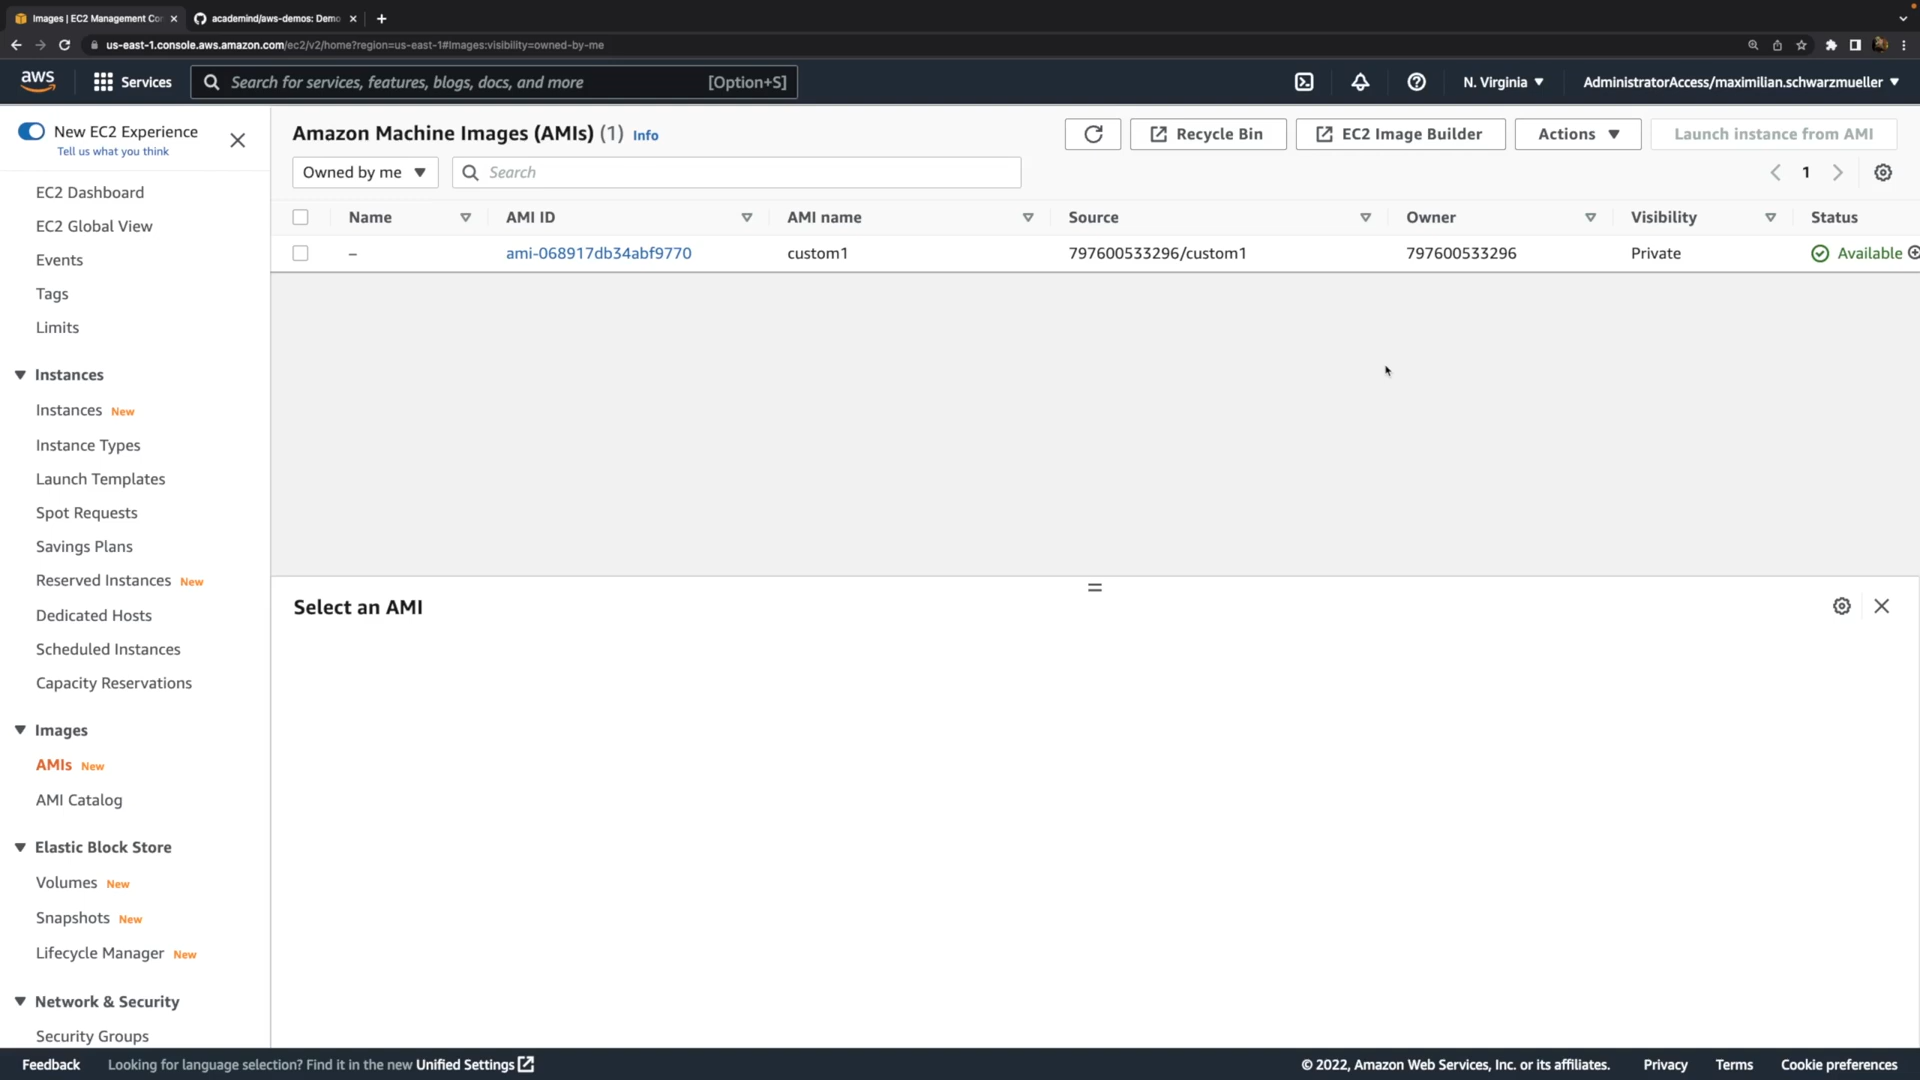 Images | EC2 Management Con
academind/aws-demos: Demo
us-east-1.console.aws.amazon.com/ec2/v2/home?region=us-east-1#Images:visibility=owned-by-me
aws
Services
Search for services, features, blogs, docs, and more
[Option+S]
N. Virginia
AdministratorAccess/maximilian.schwarzmueller
New EC2 Experience
Tell us what you think
EC2 Dashboard
EC2 Global View
Events
Tags
Limits
Instances
Instances New
Instance Types
Launch Templates
Spot Requests
Savings Plans
Reserved Instances New
Dedicated Hosts
Scheduled Instances
Capacity Reservations
Images
AMIs New
AMI Catalog
Elastic Block Store
Volumes New
Snapshots New
Lifecycle Manager New
Network & Security
Security Groups
Amazon Machine Images (AMIs) (1) Info
Recycle Bin
EC2 Image Builder
Actions
Launch instance from AMI
Owned by me
Search
1
Name AMI ID AMI name Source Owner Visibility Status
– ami-068917db34abf9770 custom1 797600533296/custom1 797600533296 Private Available
Select an AMI
Feedback
Looking for language selection? Find it in the new Unified Settings
© 2022, Amazon Web Services, Inc. or its affiliates.
Privacy
Terms
Cookie preferences